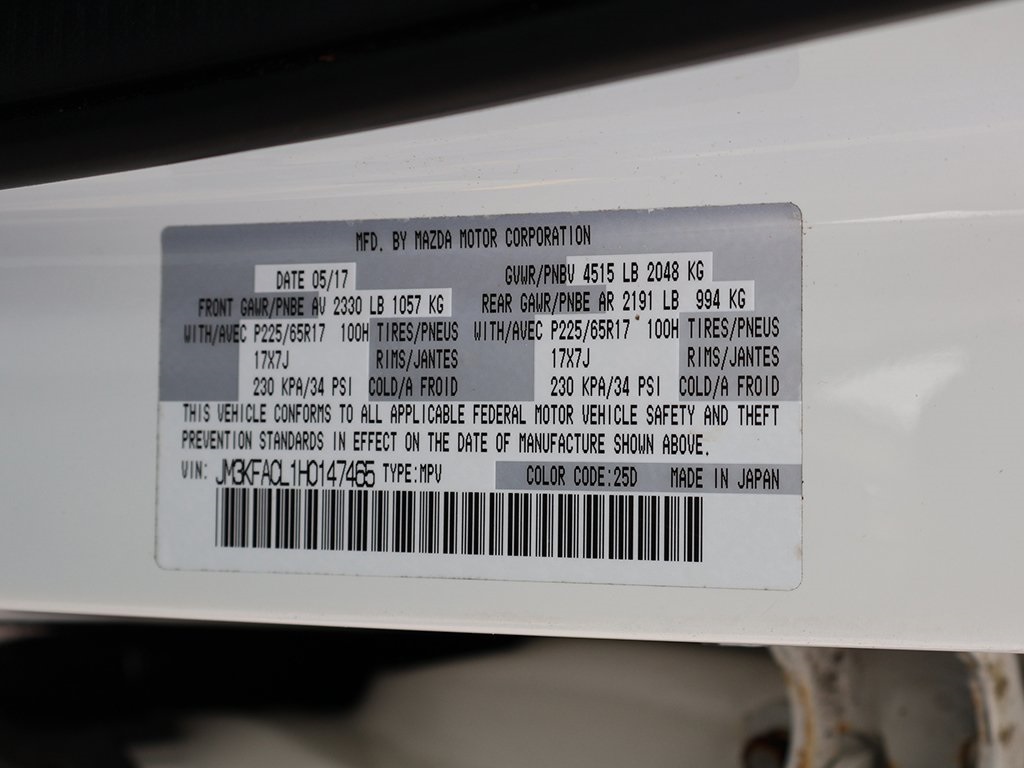 MFD. BY MAZDA MOTOR CORPORATION
DATE 05/17 GVWR/PNBV 4515 LB 2048 KG
FRONT GAWR/PNBE AV 2330 LB 1057 KG REAR GAWR/PNBE AR 2191 LB 994 KG
WITH/AVEC P225/65R17 100H TIRES/PNEUS WITH/AVEC P225/65R17 100H TIRES/PNEUS
17X7J RIMS/JANTES 17X7J RIMS/JANTES
230 KPA/34 PSI COLD/A FROID 230 KPA/34 PSI COLD/A FROID
THIS VEHICLE CONFORMS TO ALL APPLICABLE FEDERAL MOTOR VEHICLE SAFETY AND THEFT
PREVENTION STANDARDS IN EFFECT ON THE DATE OF MANUFACTURE SHOWN ABOVE.
VIN: JM3KFACL1H0147465 TYPE:MPV COLOR CODE:25D MADE IN JAPAN